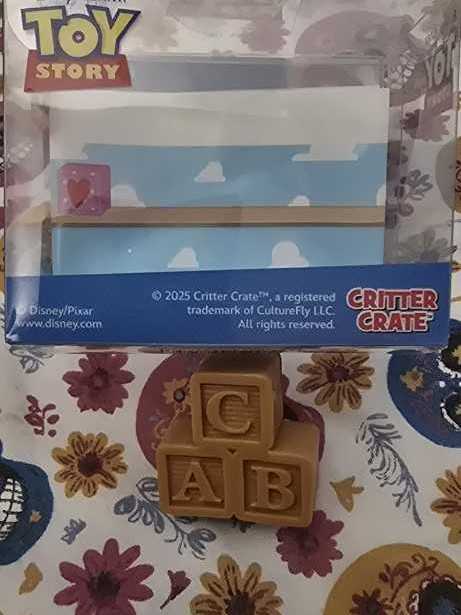 TOY
STORY
© 2025 Critter Crate™, a registered
trademark of CultureFly LLC.
All rights reserved.
© Disney/Pixar
www.disney.com
CRITTER
CRATE™
C
A B